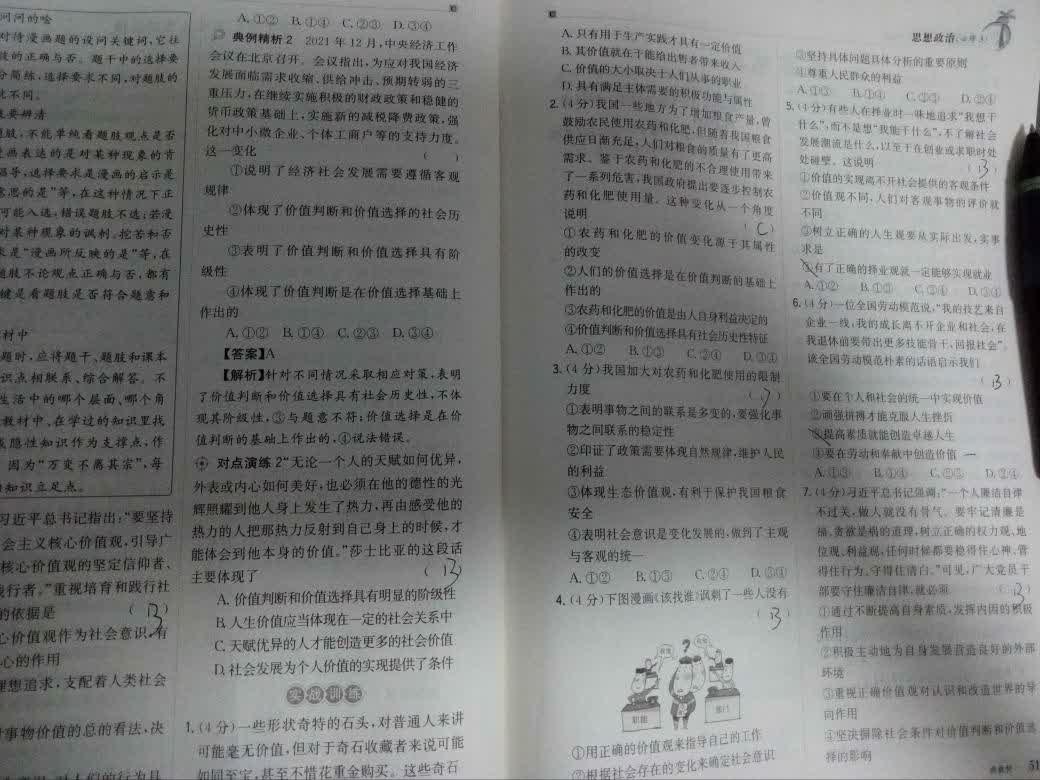 问问的啥
对待漫画题的设问关键词,它往
肢的正确与否。题干中的选择要
分简练,选择要求不同,对题肢的
就不同。
要辨清
题肢,不能单纯看题肢观点是否
画表达的是对某种现象的肯
等,选择要求是漫画的启示是
意思的是”等,在这种情况下正
可能入选,错误题肢不选;若漫
对某种现象的讽刺、挖苦和否
是“漫画所反映的是”等,在
题肢不论观点正确与否,都有
键是看题肢是否符合题意和
教材中
题时,应将题干、题肢和课本
识点相联系、综合解答。不
生活中的哪个层面、哪个角
教材中、在学过的知识里找
隐性知识作为支撑点,作
因为“万变不离其宗”,每
知识立足点。
习近平总书记指出:“要坚持
会主义核心价值观,引导广
核心价值观的坚定信仰者、
践行者。”重视培育和践行社
的依据是 ( B )
心价值观作为社会意识,有
心的作用
理想追求,支配着人类社会
事物价值的总的看法,决
对人们的行为具
A. ①② B. ①④ C. ②③ D. ③④
典例精析2 2021年12月,中央经济工作
会议在北京召开。会议指出,为应对我国经济
发展面临需求收缩、供给冲击、预期转弱的三
重压力,在继续实施积极的财政政策和稳健的
货币政策基础上,实施新的减税降费政策,强
化对中小微企业、个体工商户等的支持力度。
这一变化 ( )
①说明了经济社会发展需要遵循客观
规律
②体现了价值判断和价值选择的社会历
史性
③表明了价值判断和价值选择具有阶
级性
④体现了价值判断是在价值选择基础上
作出的
A. ①② B. ①④ C. ②③ D. ③④
【答案】A
【解析】针对不同情况采取相应对策,表明
了价值判断和价值选择具有社会历史性,不体
现其阶级性,③与题意不符;价值选择是在价
值判断的基础上作出的,④说法错误。
对点演练2“无论一个人的天赋如何优异,
外表或内心如何美好,也必须在他的德性的光
辉照耀到他人身上发生了热力,再由感受他的
热力的人把那热力反射到自己身上的时候,才
能体会到他本身的价值。”莎士比亚的这段话
主要体现了 ( B )
A. 价值判断和价值选择具有明显的阶级性
B. 人生价值应当体现在一定的社会关系中
C. 天赋优异的人才能创造更多的社会价值
D. 社会发展为个人价值的实现提供了条件
实战训练
1. (4分)一些形状奇特的石头,对普通人来讲
可能毫无价值,但对于奇石收藏者来说可能
如同至宝,甚至不惜花重金购买。这些奇石
A. 只有用于生产实践才具有一定价值
B. 其价值就在于能给出售者带来收入
C. 价值的大小取决于人们从事的职业
D. 具有满足主体需要的积极功能与属性
2. (4分)我国一些地方为了增加粮食产量,曾
鼓励农民使用农药和化肥,但随着我国粮食
供应日渐充足,人们对粮食的质量有了更高
需求。鉴于农药和化肥的不合理使用带来
了一系列危害,我国政府提出要逐步控制农
药和化肥使用量。这种变化从一个角度
说明 ( C )
①农药和化肥的价值变化源于其属性
的改变
②人们的价值选择是在价值判断的基础上
作出的
③农药和化肥的价值是由人自身利益决定的
④价值判断和价值选择具有社会历史性特征
A. ①② B. ①③ C. ②④ D. ③④
3. (4分)我国加大对农药和化肥使用的限制
力度
①表明事物之间的联系是多变的,要强化事
物之间联系的稳定性
②印证了政策需要体现自然规律,维护人民
的利益
③体现生态价值观,有利于保护我国粮食
安全
④表明社会意识是变化发展的,做到了主观
与客观的统一
A. ①② B. ①③ C. ②④ D. ③④
4. (4分)下图漫画《该找谁》讽刺了一些人没有
( B )
职能
部门
①用正确的价值观来指导自己的工作
②根据社会存在的变化来确定社会意识
思想政治(必修4)
③坚持具体问题具体分析的重要原则
④尊重人民群众的利益
A. ①③ B. ①④ C. ②③ D. ②④
5. (4分)有些人在择业时一味地追求“我想干
什么”,而不是想“我能干什么”,不了解社会
发展潮流是什么,以至于在创业或求职时处
处碰壁。这说明 ( B )
①价值的实现离不开社会提供的客观条件
②价值观不同,人们对客观事物的评价就
不同
③树立正确的人生观要从实际出发,实事
求是
④有了正确的择业观就一定能够实现就业
A. ①② B. ①③ C. ②④ D. ③④
6. (4分)一位全国劳动模范说,“我的技艺来自
企业一线,我的成长离不开企业和社会,在
我退休前要带出更多技能骨干,回报社会”。
该全国劳动模范朴素的话语启示我们
( B )
①要在个人和社会的统一中实现价值
②顽强拼搏才能克服人生挫折
③提高素质就能创造卓越人生
④要在劳动和奉献中创造价值
A. ①③ B. ①④ C. ②③ D. ②④
7. (4分)习近平总书记强调:“一个人廉洁自律
不过关,做人就没有骨气。要牢记清廉是
福、贪欲是祸的道理,树立正确的权力观、地
位观、利益观,任何时候都要稳得住心神、管
得住行为、守得住清白。”可见,广大党员干
部要守住廉洁自律,就必须 ( B )
①通过不断提高自身素质,发挥内因的积极
作用
②积极主动地为自身发展营造良好的外部
环境
③重视正确价值观对认识和改造世界的导
向作用
④坚决摒除社会条件对价值判断和价值选
择的影响
51